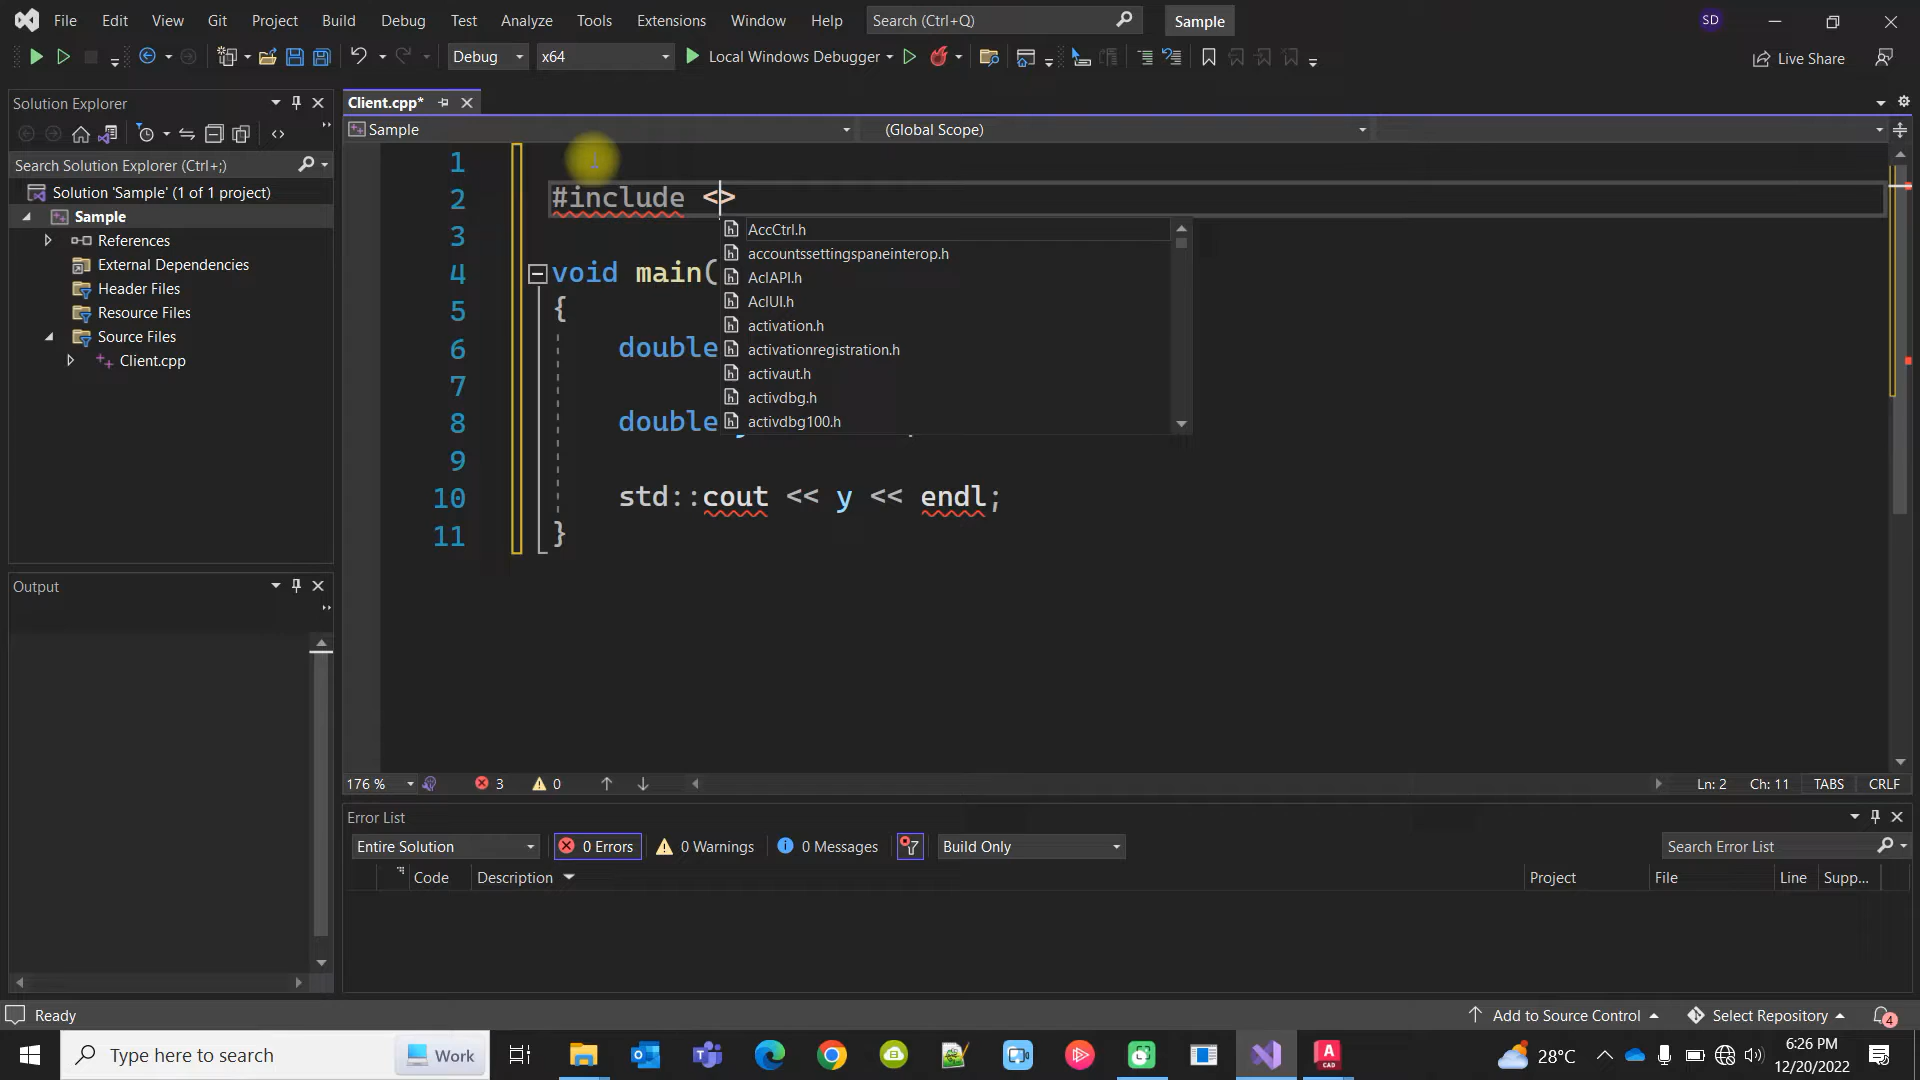 File Edit View Git Project Build Debug Test Analyze Tools Extensions Window Help Search (Ctrl+Q) Sample SD
Debug x64 Local Windows Debugger Live Share
Solution Explorer
Search Solution Explorer (Ctrl+;)
Solution 'Sample' (1 of 1 project)
Sample
References
External Dependencies
Header Files
Resource Files
Source Files
Client.cpp
Output
Client.cpp*
Sample (Global Scope)
1
2 #include <>
3
4 void main(
5 {
6 double
7
8 double
9
10 std::cout << y << endl;
11 }
AccCtrl.h
accountssettingspaneinterop.h
AclAPI.h
AclUI.h
activation.h
activationregistration.h
activaut.h
activdbg.h
activdbg100.h
176 % 3 0 Ln: 2 Ch: 11 TABS CRLF
Error List
Entire Solution 0 Errors 0 Warnings 0 Messages Build Only Search Error List
Code Description Project File Line Supp...
Ready Add to Source Control Select Repository 4
Type here to search Work 28°C 6:26 PM
12/20/2022